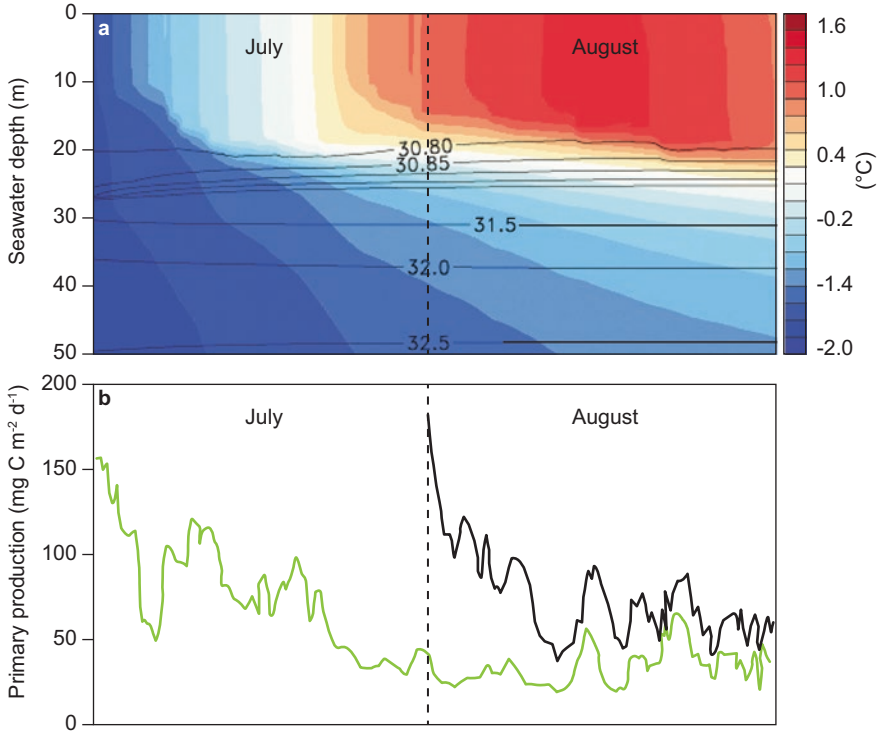 a
July
August
Seawater depth (m)
0
10
20
30
40
50
30.80
30.85
31.5
32.0
32.5
1.6
1.0
0.4
-0.2
-1.4
-2.0
(°C)
b
July
August
Primary production (mg C m⁻² d⁻¹)
200
150
100
50
0